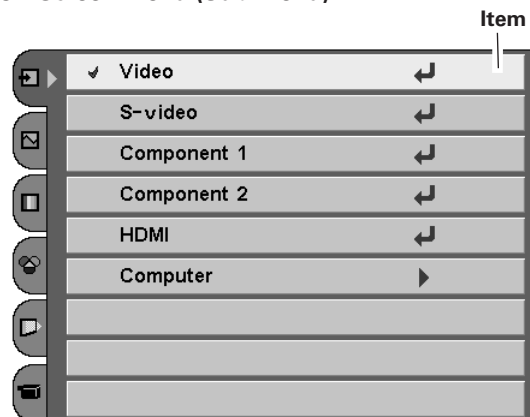 Item
Video
S-video
Component 1
Component 2
HDMI
Computer